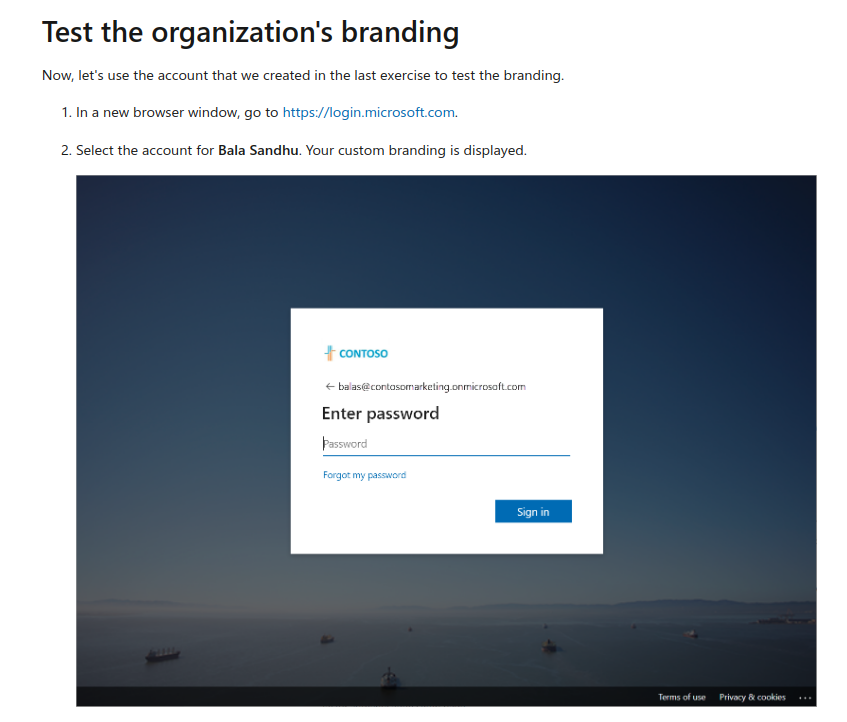 Test the organization's branding
Now, let's use the account that we created in the last exercise to test the branding.
1. In a new browser window, go to https://login.microsoft.com.
2. Select the account for Bala Sandhu. Your custom branding is displayed.
CONTOSO
← balas@contosomarketing.onmicrosoft.com
Enter password
Password
Forgot my password
Sign in
Terms of use Privacy & cookies ...